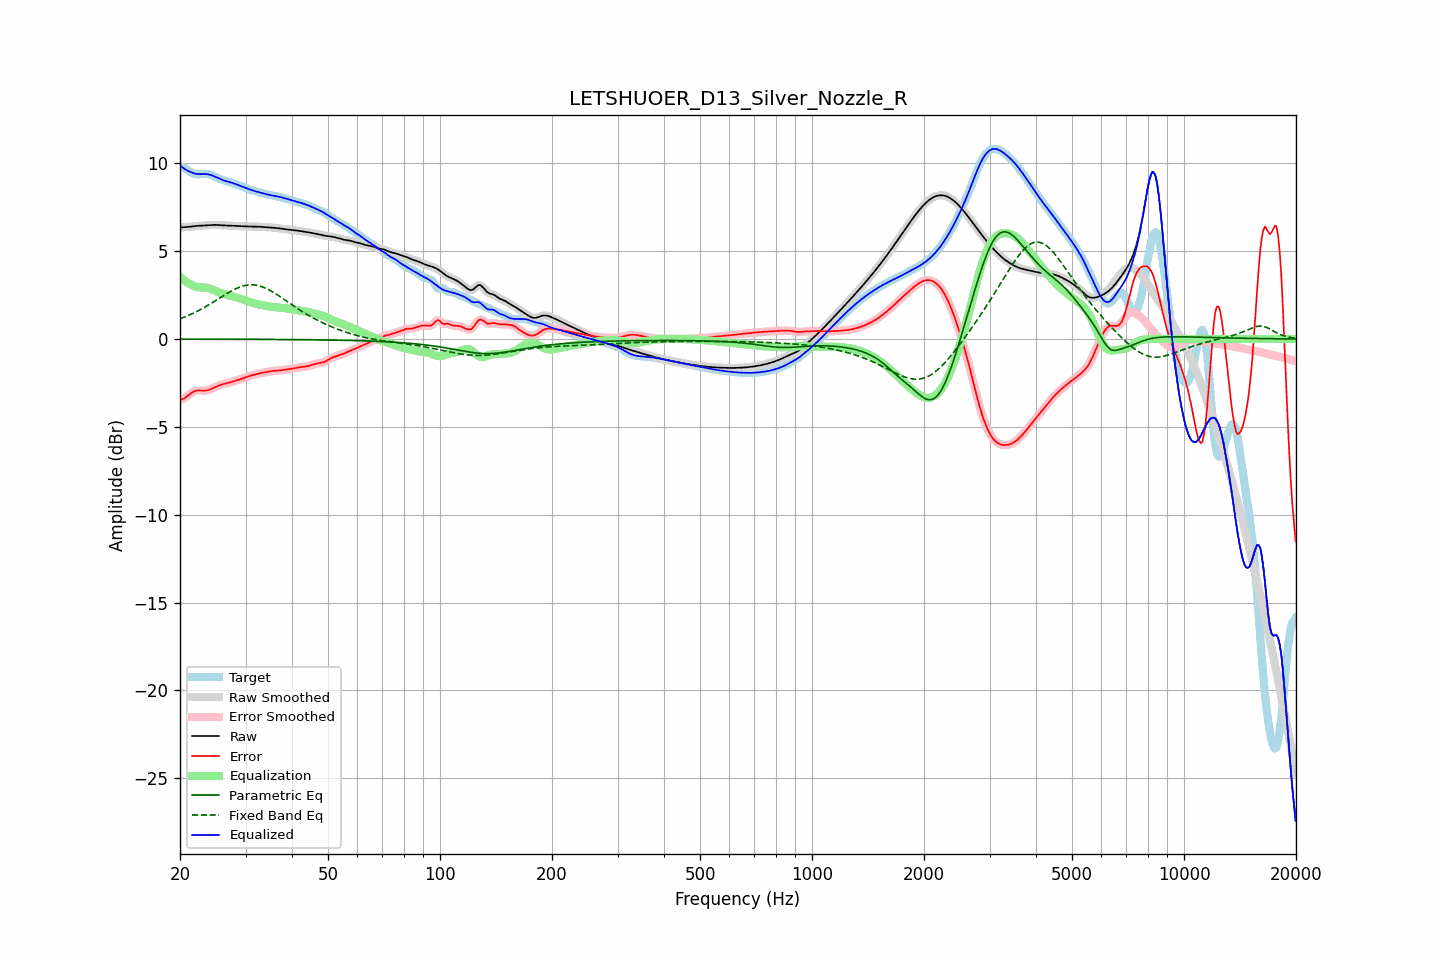 LETSHUOER_D13_Silver_Nozzle_R
Amplitude (dBr)
10
5
0
−5
−10
−15
−20
−25
Target
Raw Smoothed
Error Smoothed
Raw
Error
Equalization
Parametric Eq
Fixed Band Eq
Equalized
20 50 100 200 500 1000 2000 5000 10000 20000
Frequency (Hz)